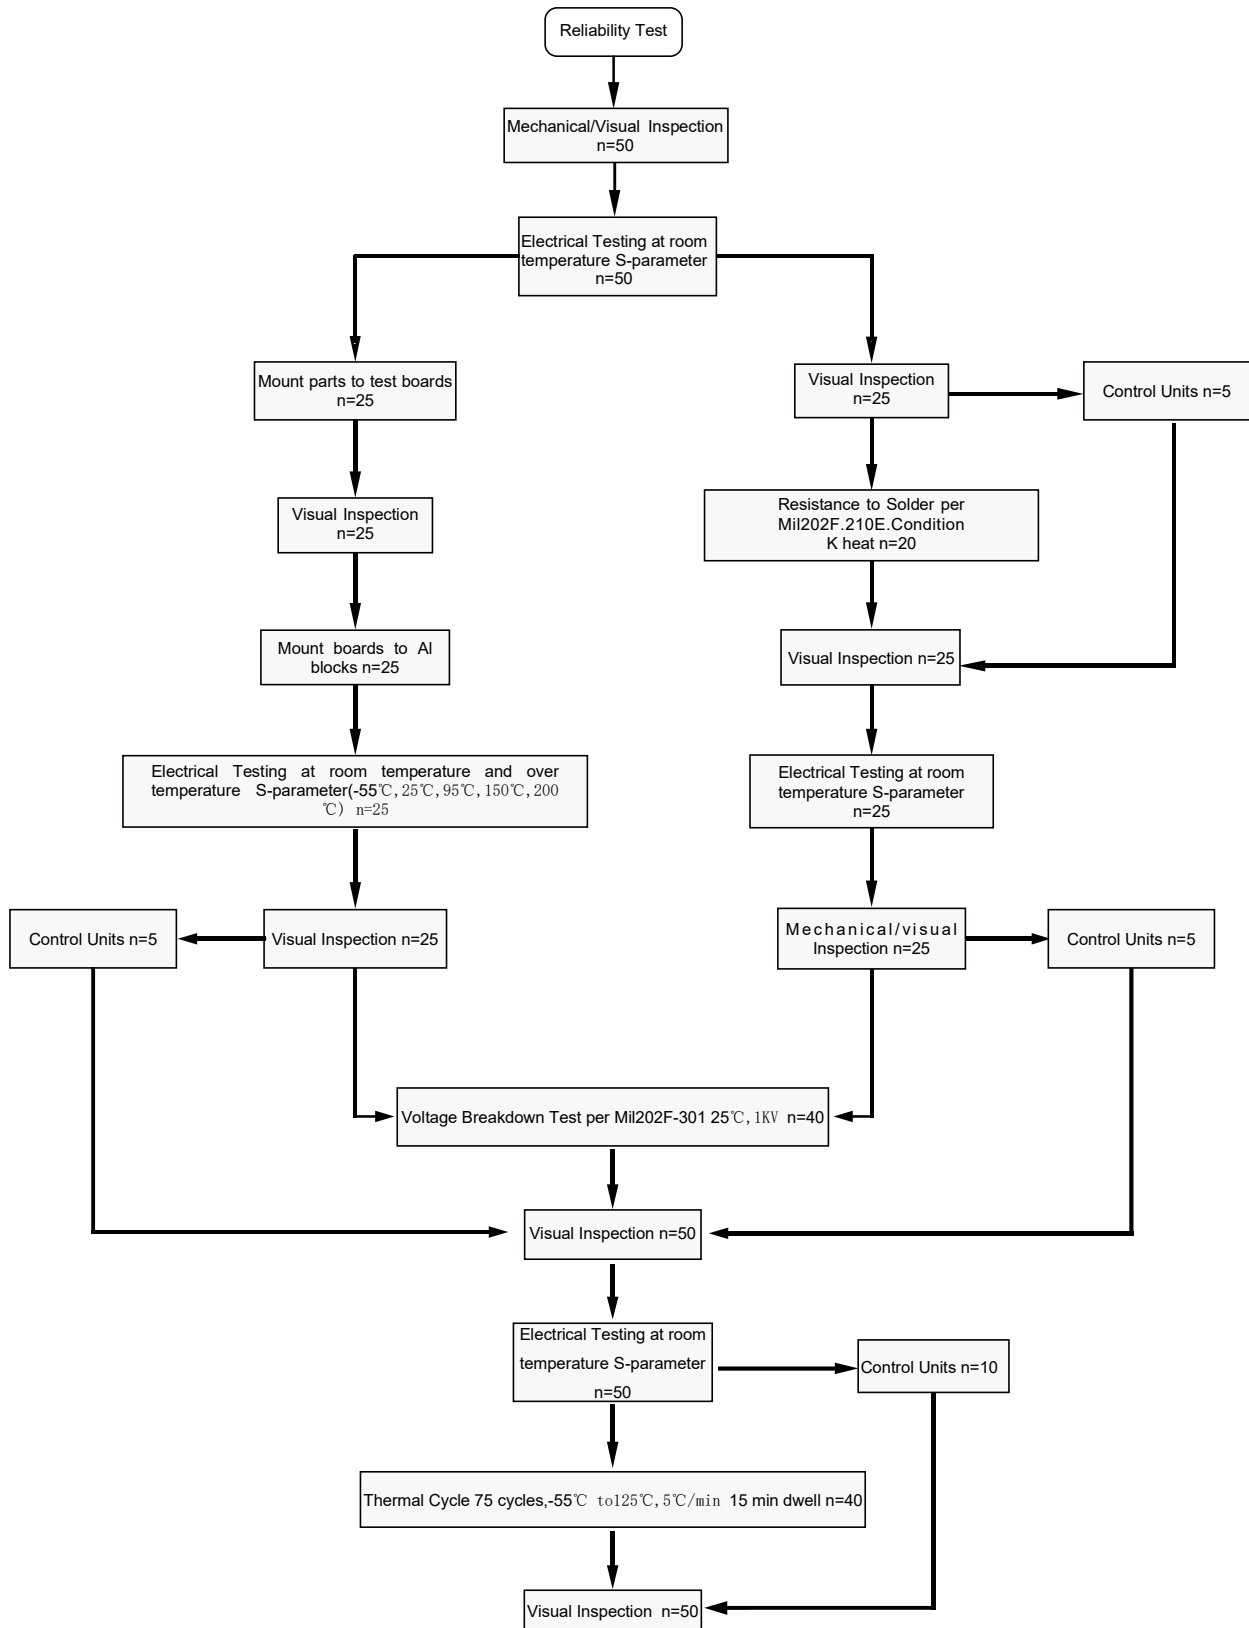 Reliability Test
Mechanical/Visual Inspection
n=50
Electrical Testing at room
temperature S-parameter
n=50
Mount parts to test boards
n=25
Visual Inspection
n=25
Control Units n=5
Visual Inspection
n=25
Resistance to Solder per
Mil202F.210E.Condition
K heat n=20
Mount boards to Al
blocks n=25
Visual Inspection n=25
Electrical Testing at room temperature and over
temperature S-parameter(-55℃,25℃,95℃,150℃,200
℃) n=25
Electrical Testing at room
temperature S-parameter
n=25
Control Units n=5
Visual Inspection n=25
Mechanical/visual
Inspection n=25
Control Units n=5
Voltage Breakdown Test per Mil202F-301 25℃,1KV n=40
Visual Inspection n=50
Electrical Testing at room
temperature S-parameter
n=50
Control Units n=10
Thermal Cycle 75 cycles,-55℃ to125℃,5℃/min 15 min dwell n=40
Visual Inspection n=50